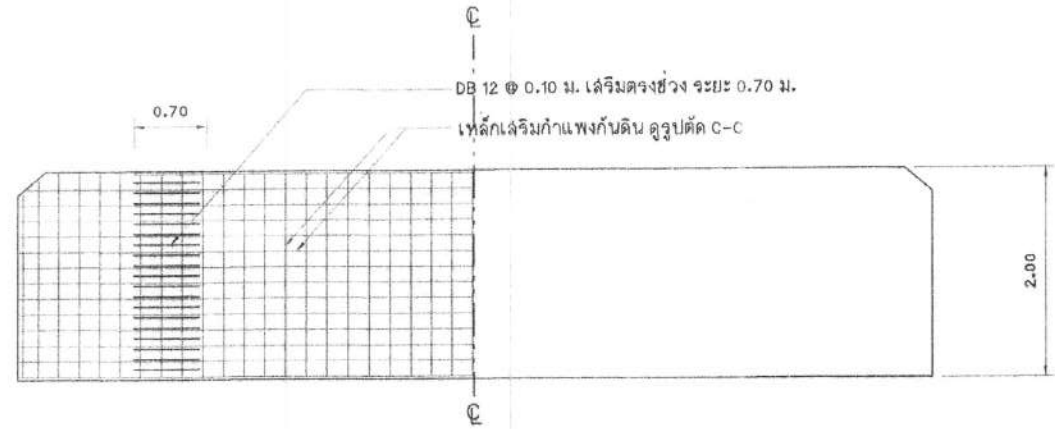 ℄
DB 12 @ 0.10 ม. เสริมตรงช่วง ระยะ 0.70 ม.
0.70
เหล็กเสริมกำแพงกันดิน ดูรูปตัด C-C
2.00
℄